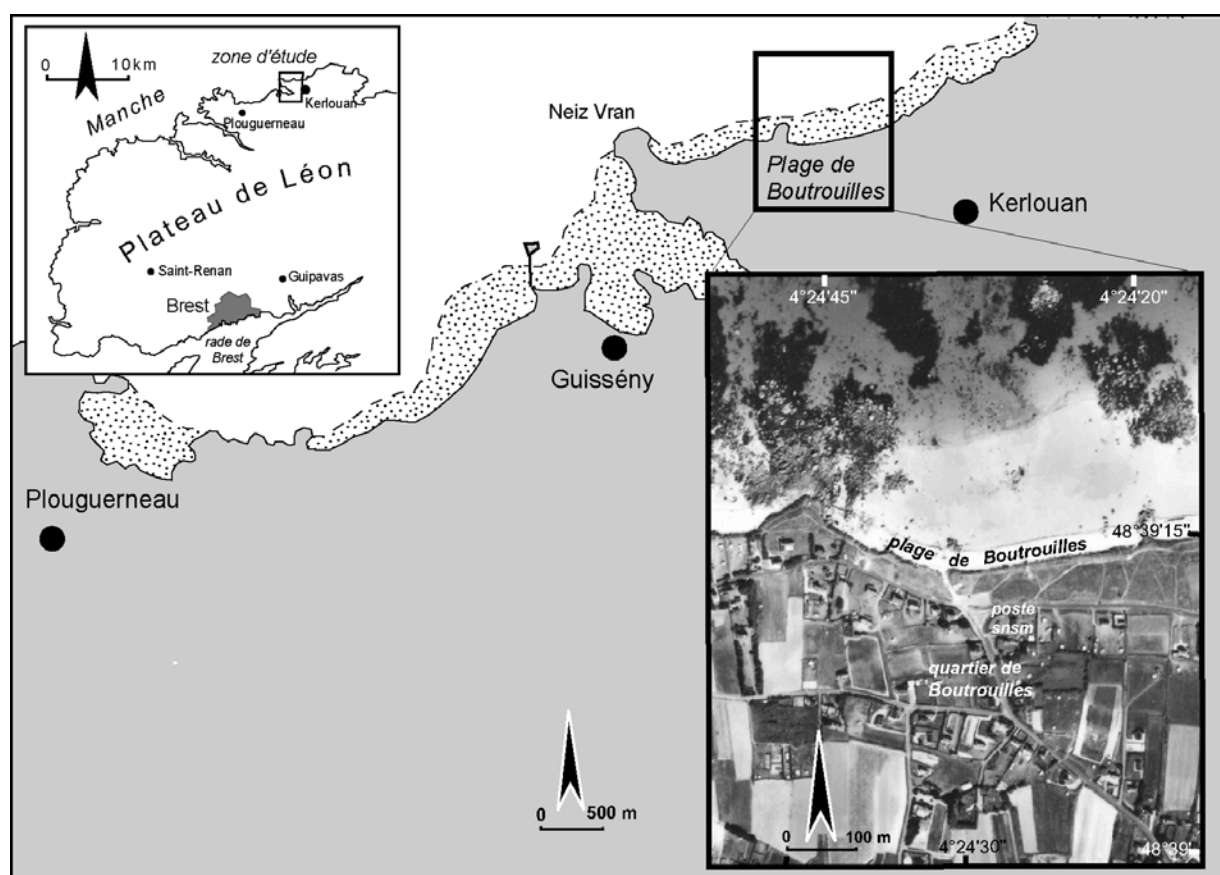 zone d'étude
0 10 km
Kerlouan
Manche
Plouguerneau
Plateau de Léon
Saint-Renan
Guipavas
Brest
rade de
Brest
Neiz Vran
Plage de
Boutrouilles
Kerlouan
Guissény
Plouguerneau
0 500 m
4°24'45"
4°24'20"
48°39'15"
plage de Boutrouilles
poste
snsm
quartier de
Boutrouilles
0 100 m
4°24'30"
48°39'